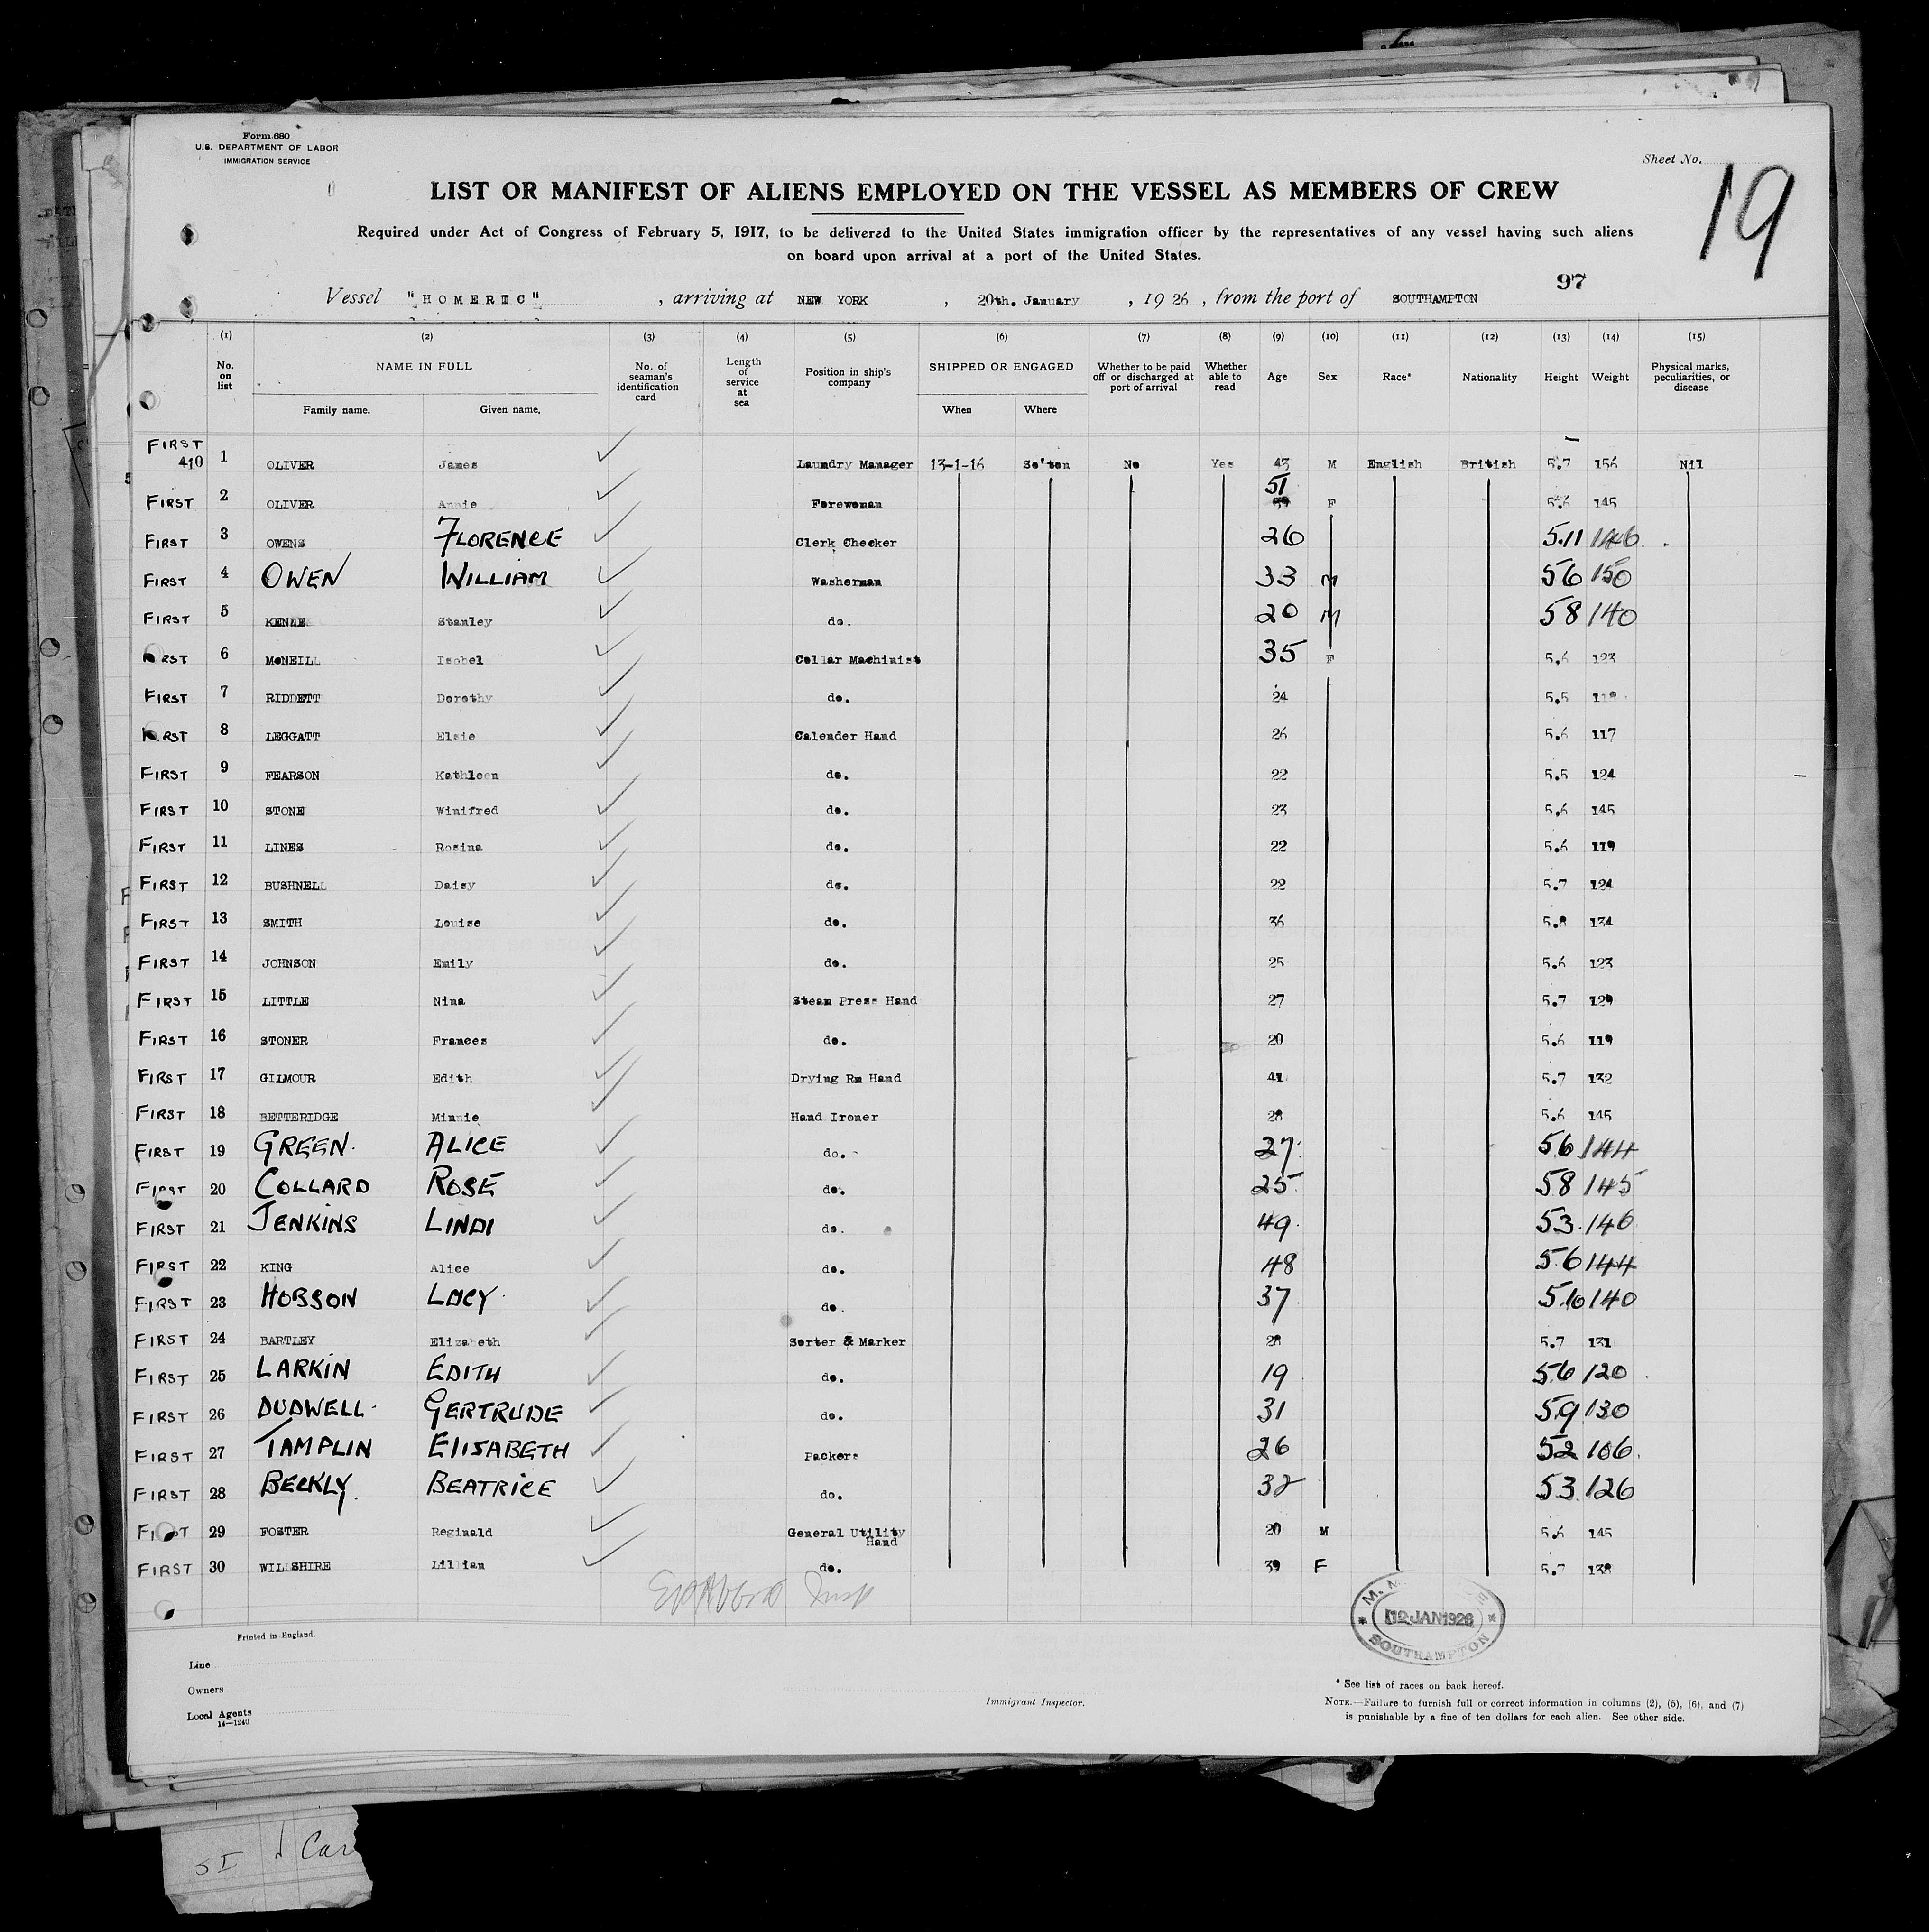 Form 680
U.S. DEPARTMENT OF LABOR
IMMIGRATION SERVICE
Sheet No.
19
LIST OR MANIFEST OF ALIENS EMPLOYED ON THE VESSEL AS MEMBERS OF CREW
Required under Act of Congress of February 5, 1917, to be delivered to the United States immigration officer by the representatives of any vessel having such aliens
on board upon arrival at a port of the United States.
97
Vessel "HOMERIC", arriving at NEW YORK, 20th. January, 1926, from the port of SOUTHAMPTON
(1) (2) (3) (4) (5) (6) (7) (8) (9) (10) (11) (12) (13) (14) (15)
No. on list NAME IN FULL No. of seaman's identification card Length of service at sea Position in ship's company SHIPPED OR ENGAGED Whether to be paid off or discharged at port of arrival Whether able to read Age Sex Race* Nationality Height Weight Physical marks, peculiarities, or disease
Family name. Given name. When Where
FIRST 410 1 OLIVER James Laundry Manager 13-1-16 So'ton No Yes 43 M English British 5.7 156 Nil
FIRST 2 OLIVER Annie Forewoman 51 F 5.6 145
FIRST 3 OWENS FLORENCE Clerk Checker 26 5.11 146
FIRST 4 OWEN WILLIAM Washerman 33 M 56 150
FIRST 5 Stanley do. 20 M 58 140
FIRST 6 McNEILL Isobel Collar Machinist 35 F 5.6 123
FIRST 7 RIDDETT Dorothy do. 24 5.5
FIRST 8 LEGGATT Elsie Calender Hand 26 5.6 117
FIRST 9 FEARSON Kathleen do. 22 5.5 124
FIRST 10 STONE Winifred do. 23 5.6 145
FIRST 11 LINES Rosina do. 22 5.6 119
FIRST 12 BUSHNELL Daisy do. 22 5.7 124
FIRST 13 SMITH Louise do. 36 5.8 134
FIRST 14 JOHNSON Emily do. 25 5.6 123
FIRST 15 LITTLE Nina Steam Press Hand 27 5.7 129
FIRST 16 STONER Frances do. 20 5.6 119
FIRST 17 GILMOUR Edith Drying Rm Hand 41 5.7 132
FIRST 18 BETTERIDGE Minnie Hand Ironer 28 5.6 145
FIRST 19 GREEN. ALICE do. 27 56 144
FIRST 20 COLLARD ROSE do. 25 58 145
FIRST 21 JENKINS LINDI do. 49 53 146
FIRST 22 KING Alice do. 48 56 144
FIRST 23 HOBSON LUCY do. 37 5.10 140
FIRST 24 BARTLEY Elizabeth Sorter & Marker 28 5.7 131
FIRST 25 LARKIN EDITH do. 19 56 120
FIRST 26 DUDWELL GERTRUDE do. 31 59 130
FIRST 27 TAMPLIN ELISABETH Packers 26 52 106
FIRST 28 BECKLY. BEATRICE do. 32 53 126
FIRST 29 FOSTER Reginald General Utility Hand 20 M 5.6 145
FIRST 30 WILLSHIRE Lillian do. 39 F 5.7 138
12 JAN 1926
SOUTHAMPTON
Printed in England.
Line
Owners
Local Agents
14—1240
Immigrant Inspector.
* See list of races on back hereof.
NOTE.—Failure to furnish full or correct information in columns (2), (5), (6), and (7)
is punishable by a fine of ten dollars for each alien. See other side.